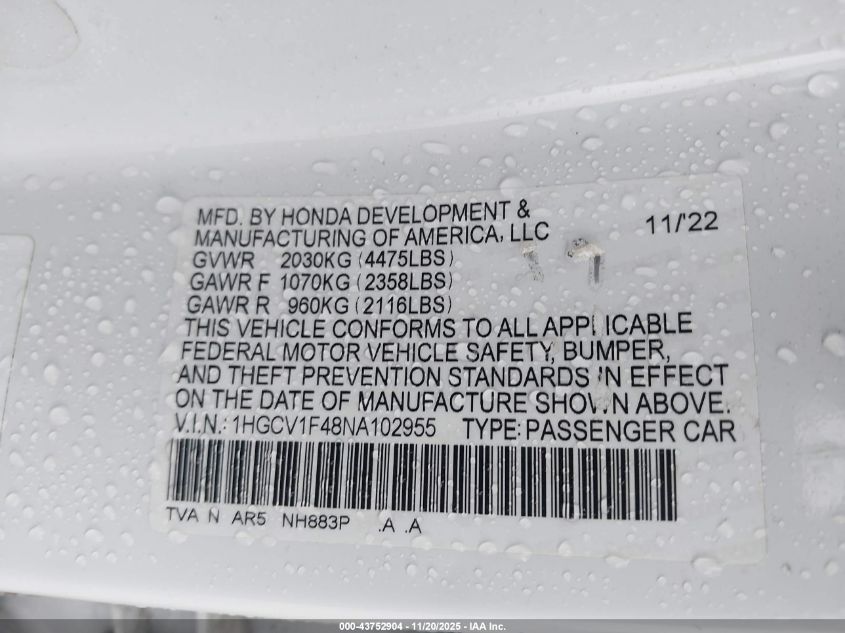 MFD. BY HONDA DEVELOPMENT &
MANUFACTURING OF AMERICA, LLC 11/'22
GVWR 2030KG (4475LBS)
GAWR F 1070KG (2358LBS)
GAWR R 960KG (2116LBS)
THIS VEHICLE CONFORMS TO ALL APPLICABLE
FEDERAL MOTOR VEHICLE SAFETY, BUMPER,
AND THEFT PREVENTION STANDARDS IN EFFECT
ON THE DATE OF MANUFACTURE SHOWN ABOVE.
V.I.N.: 1HGCV1F48NA102955 TYPE: PASSENGER CAR
TVA N AR5 NH883P .A .A
000-43752904 - 11/20/2025 - IAA Inc.